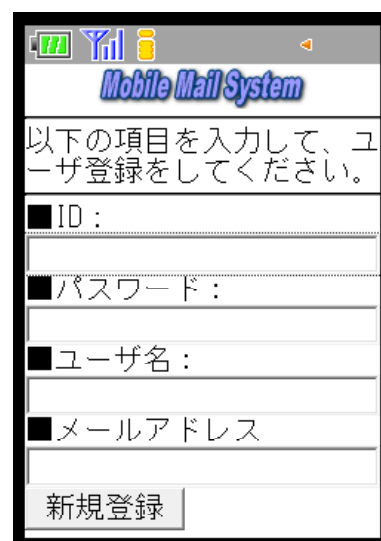 Mobile Mail System
以下の項目を入力して、ユ
ーザ登録をしてください。
■ID：
■パスワード：
■ユーザ名：
■メールアドレス
新規登録